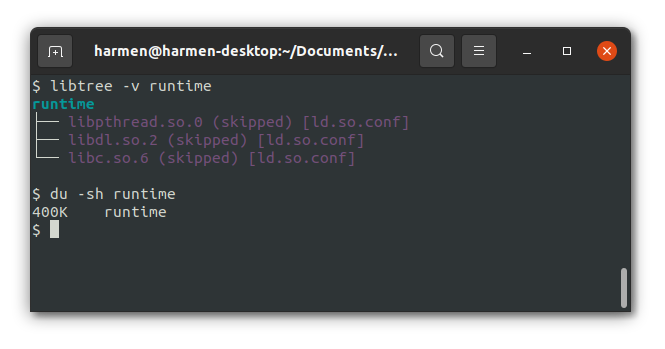 harmen@harmen-desktop:~/Documents/...
$ libtree -v runtime
runtime
├── libpthread.so.0 (skipped) [ld.so.conf]
├── libdl.so.2 (skipped) [ld.so.conf]
└── libc.so.6 (skipped) [ld.so.conf]
$ du -sh runtime
400K    runtime
$